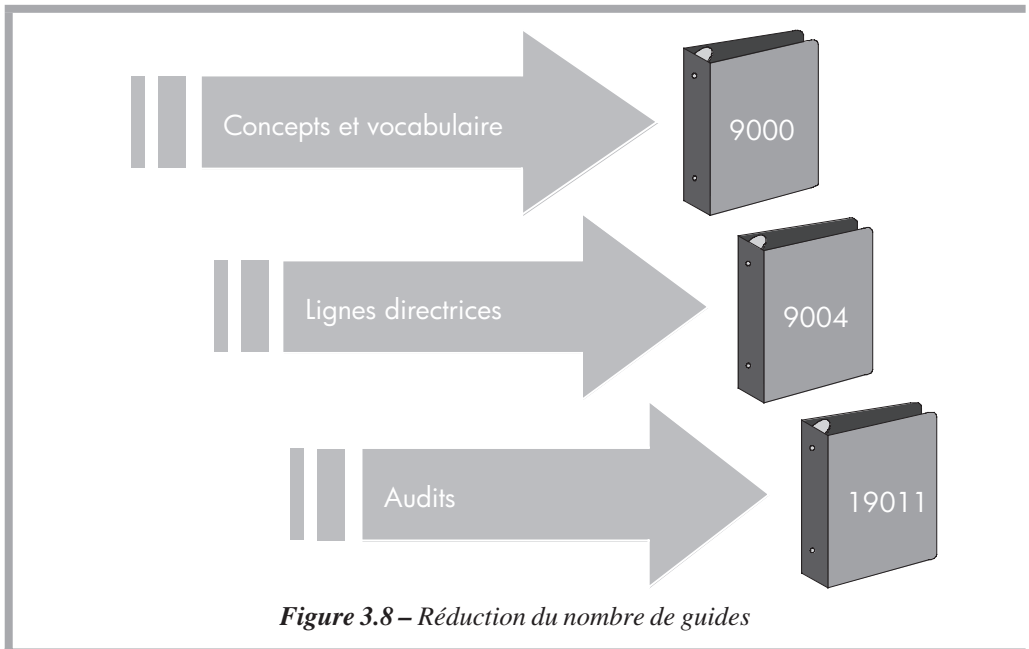 Concepts et vocabulaire
9000
Lignes directrices
9004
Audits
19011
Figure 3.8 – Réduction du nombre de guides